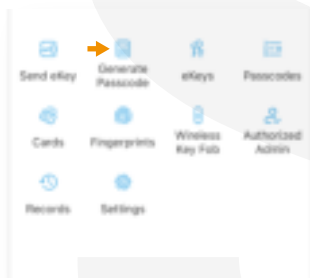 Send eKey
Generate
Passcode
eKeys
Passcodes
Cards
Fingerprints
Wireless
Key Fob
Authorized
Admin
Records
Settings